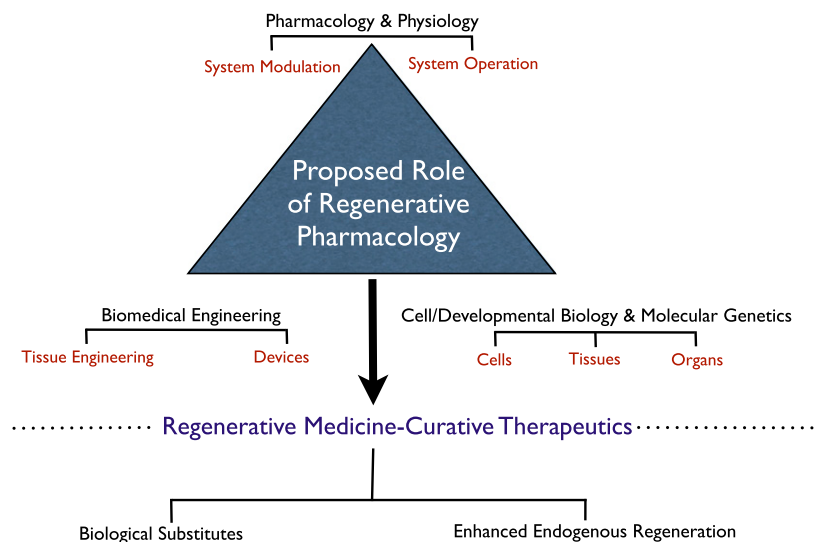 Pharmacology & Physiology
System Modulation
System Operation
Proposed Role
of Regenerative
Pharmacology
Biomedical Engineering
Cell/Developmental Biology & Molecular Genetics
Tissue Engineering
Devices
Cells
Tissues
Organs
Regenerative Medicine-Curative Therapeutics
Biological Substitutes
Enhanced Endogenous Regeneration